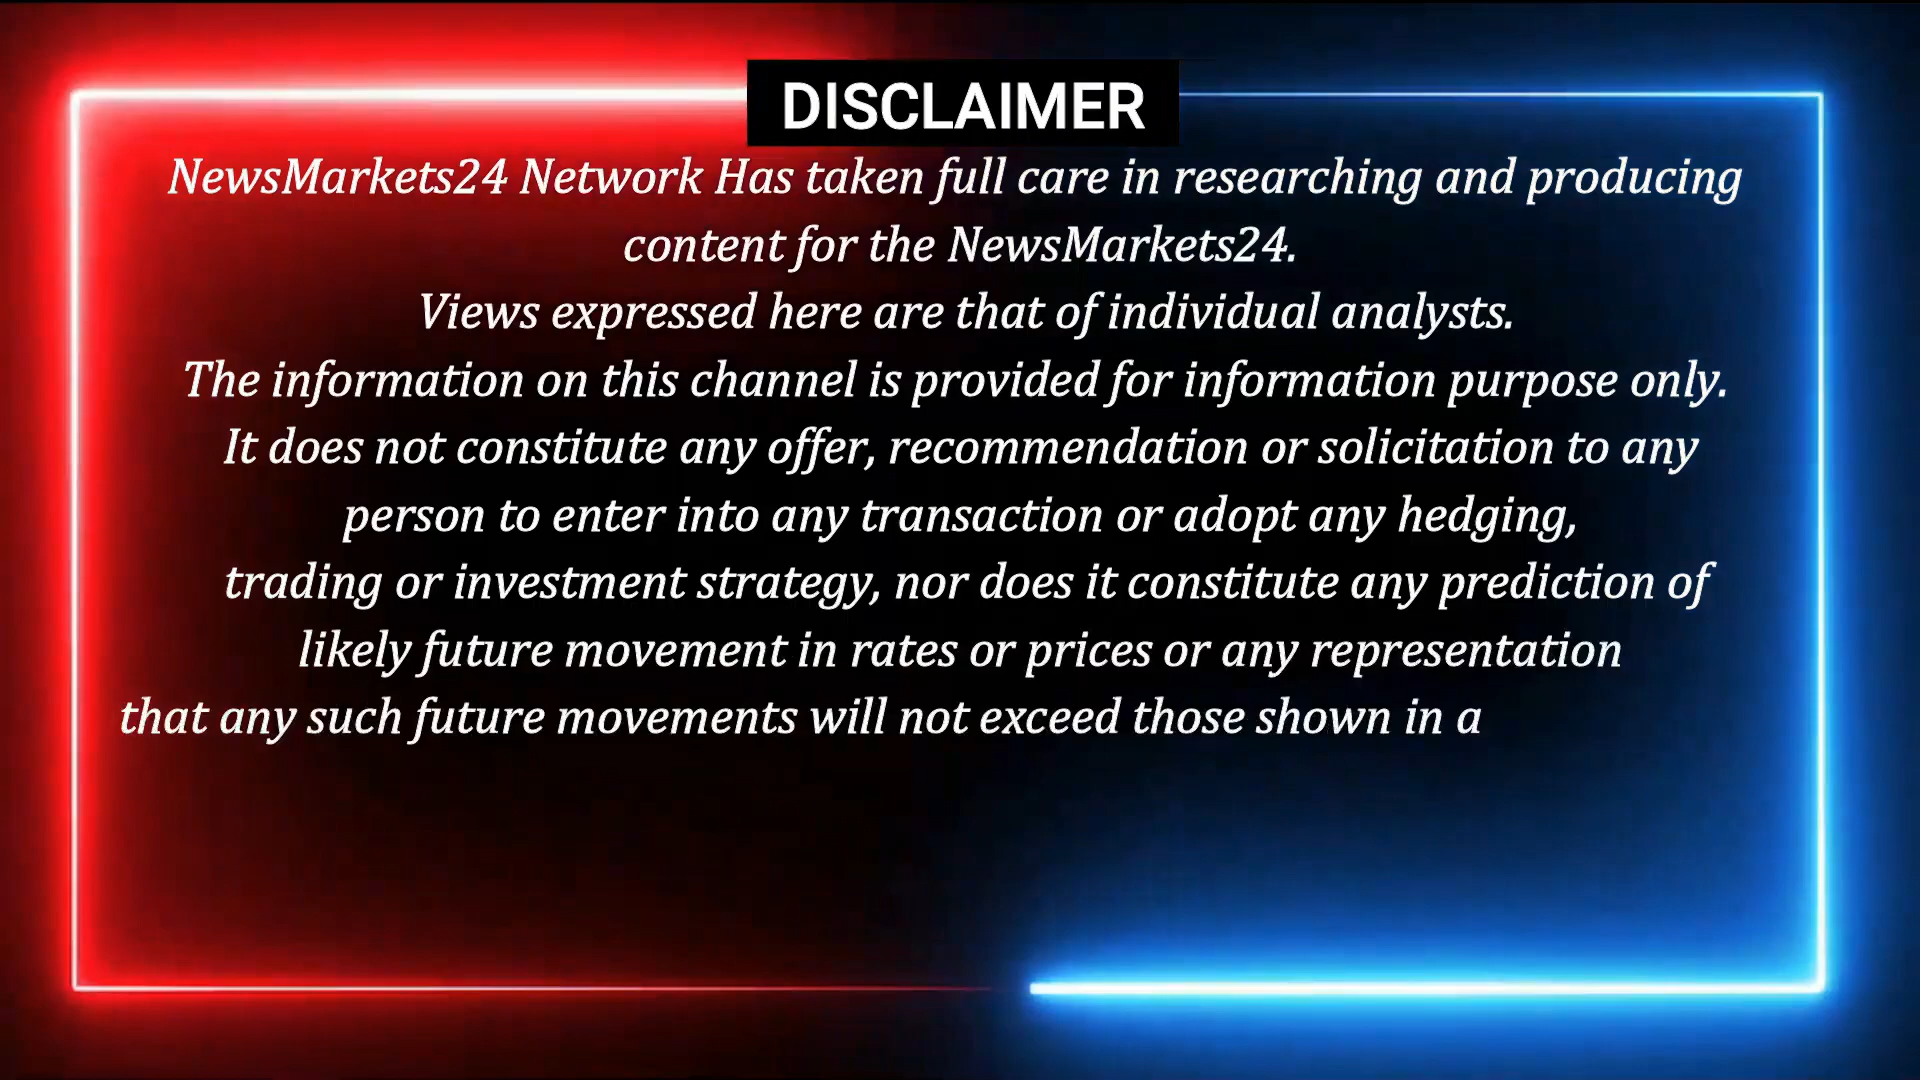 DISCLAIMER
NewsMarkets24 Network Has taken full care in researching and producing
content for the NewsMarkets24.
Views expressed here are that of individual analysts.
The information on this channel is provided for information purpose only.
It does not constitute any offer, recommendation or solicitation to any
person to enter into any transaction or adopt any hedging,
trading or investment strategy, nor does it constitute any prediction of
likely future movement in rates or prices or any representation
that any such future movements will not exceed those shown in a